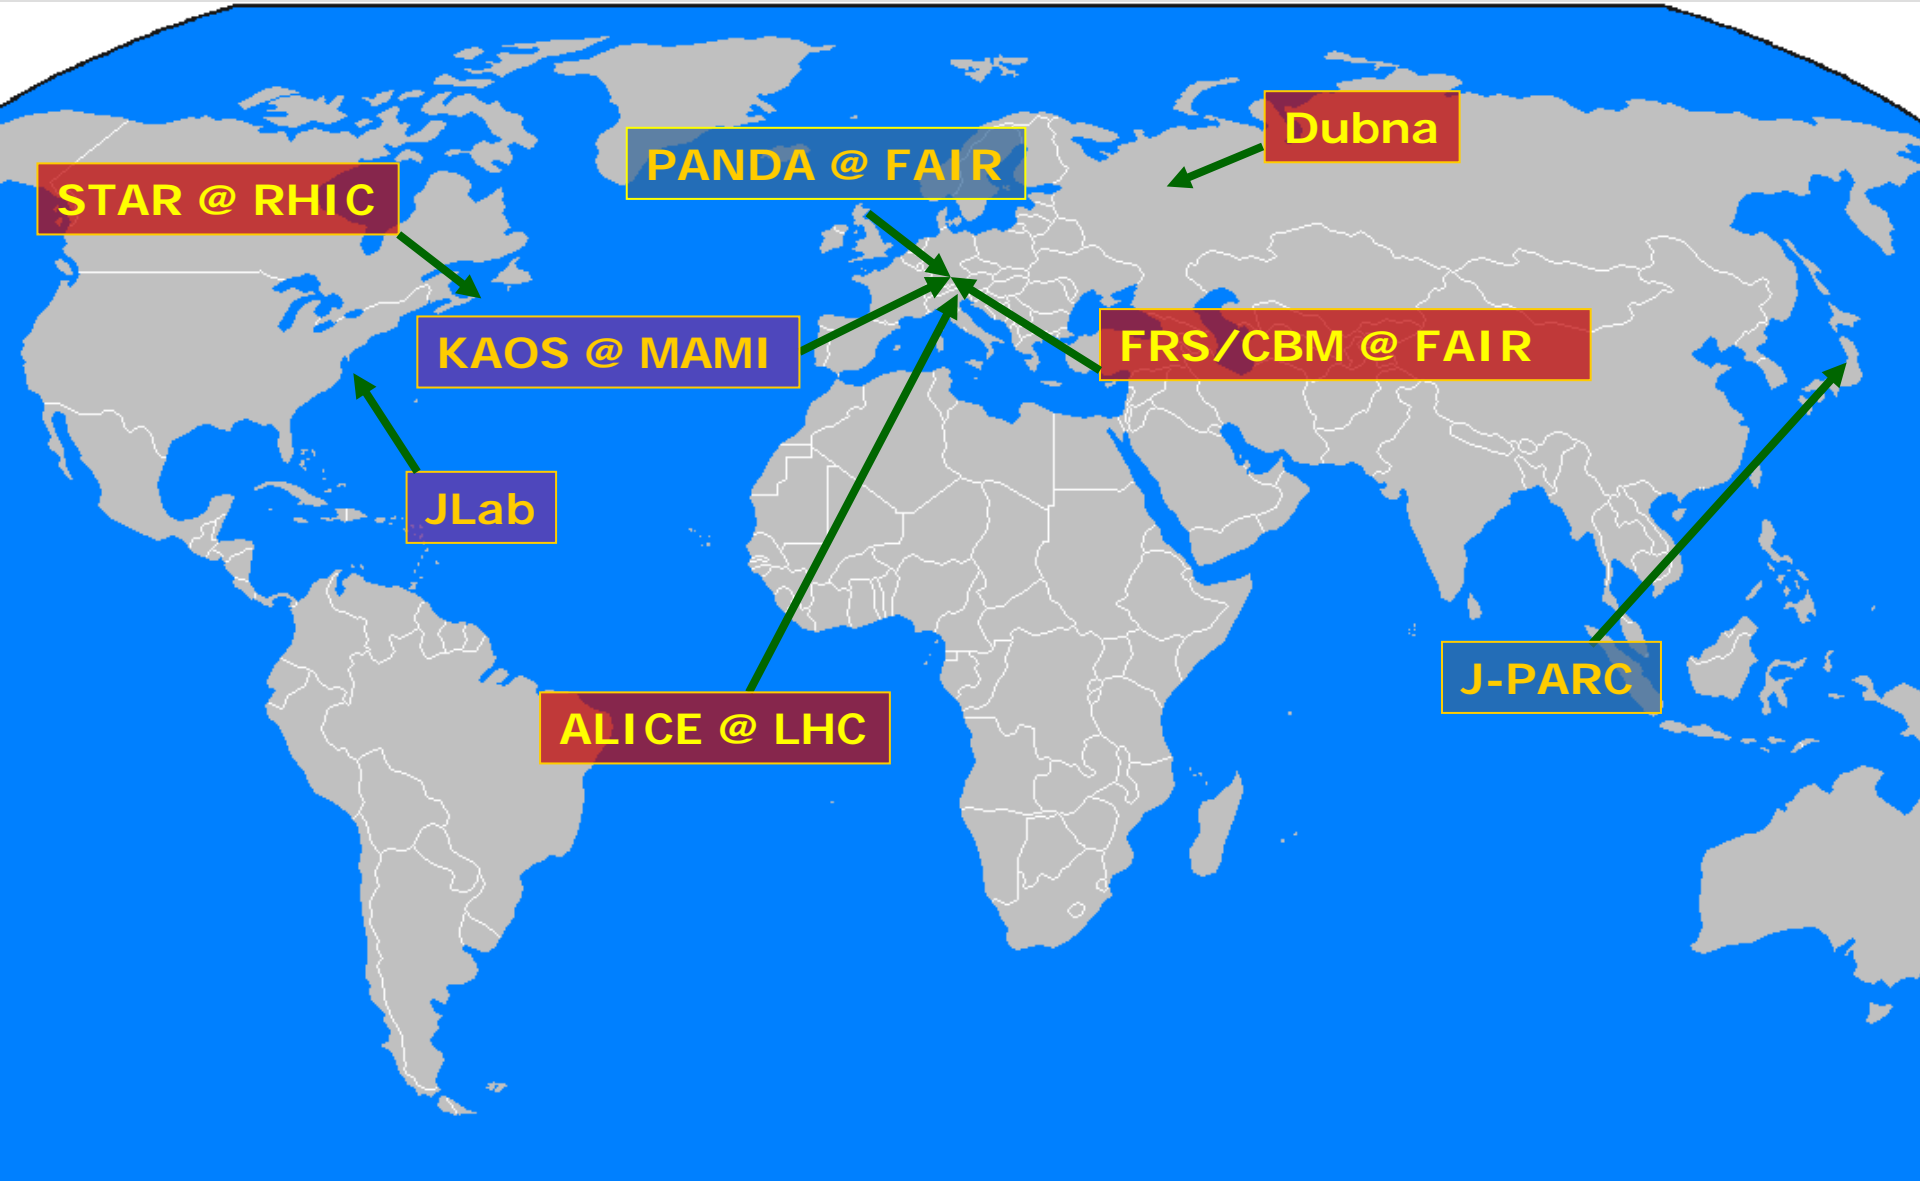 Dubna
PANDA @ FAIR
STAR @ RHIC
KAOS @ MAMI
FRS/CBM @ FAIR
JLab
J-PARC
ALICE @ LHC